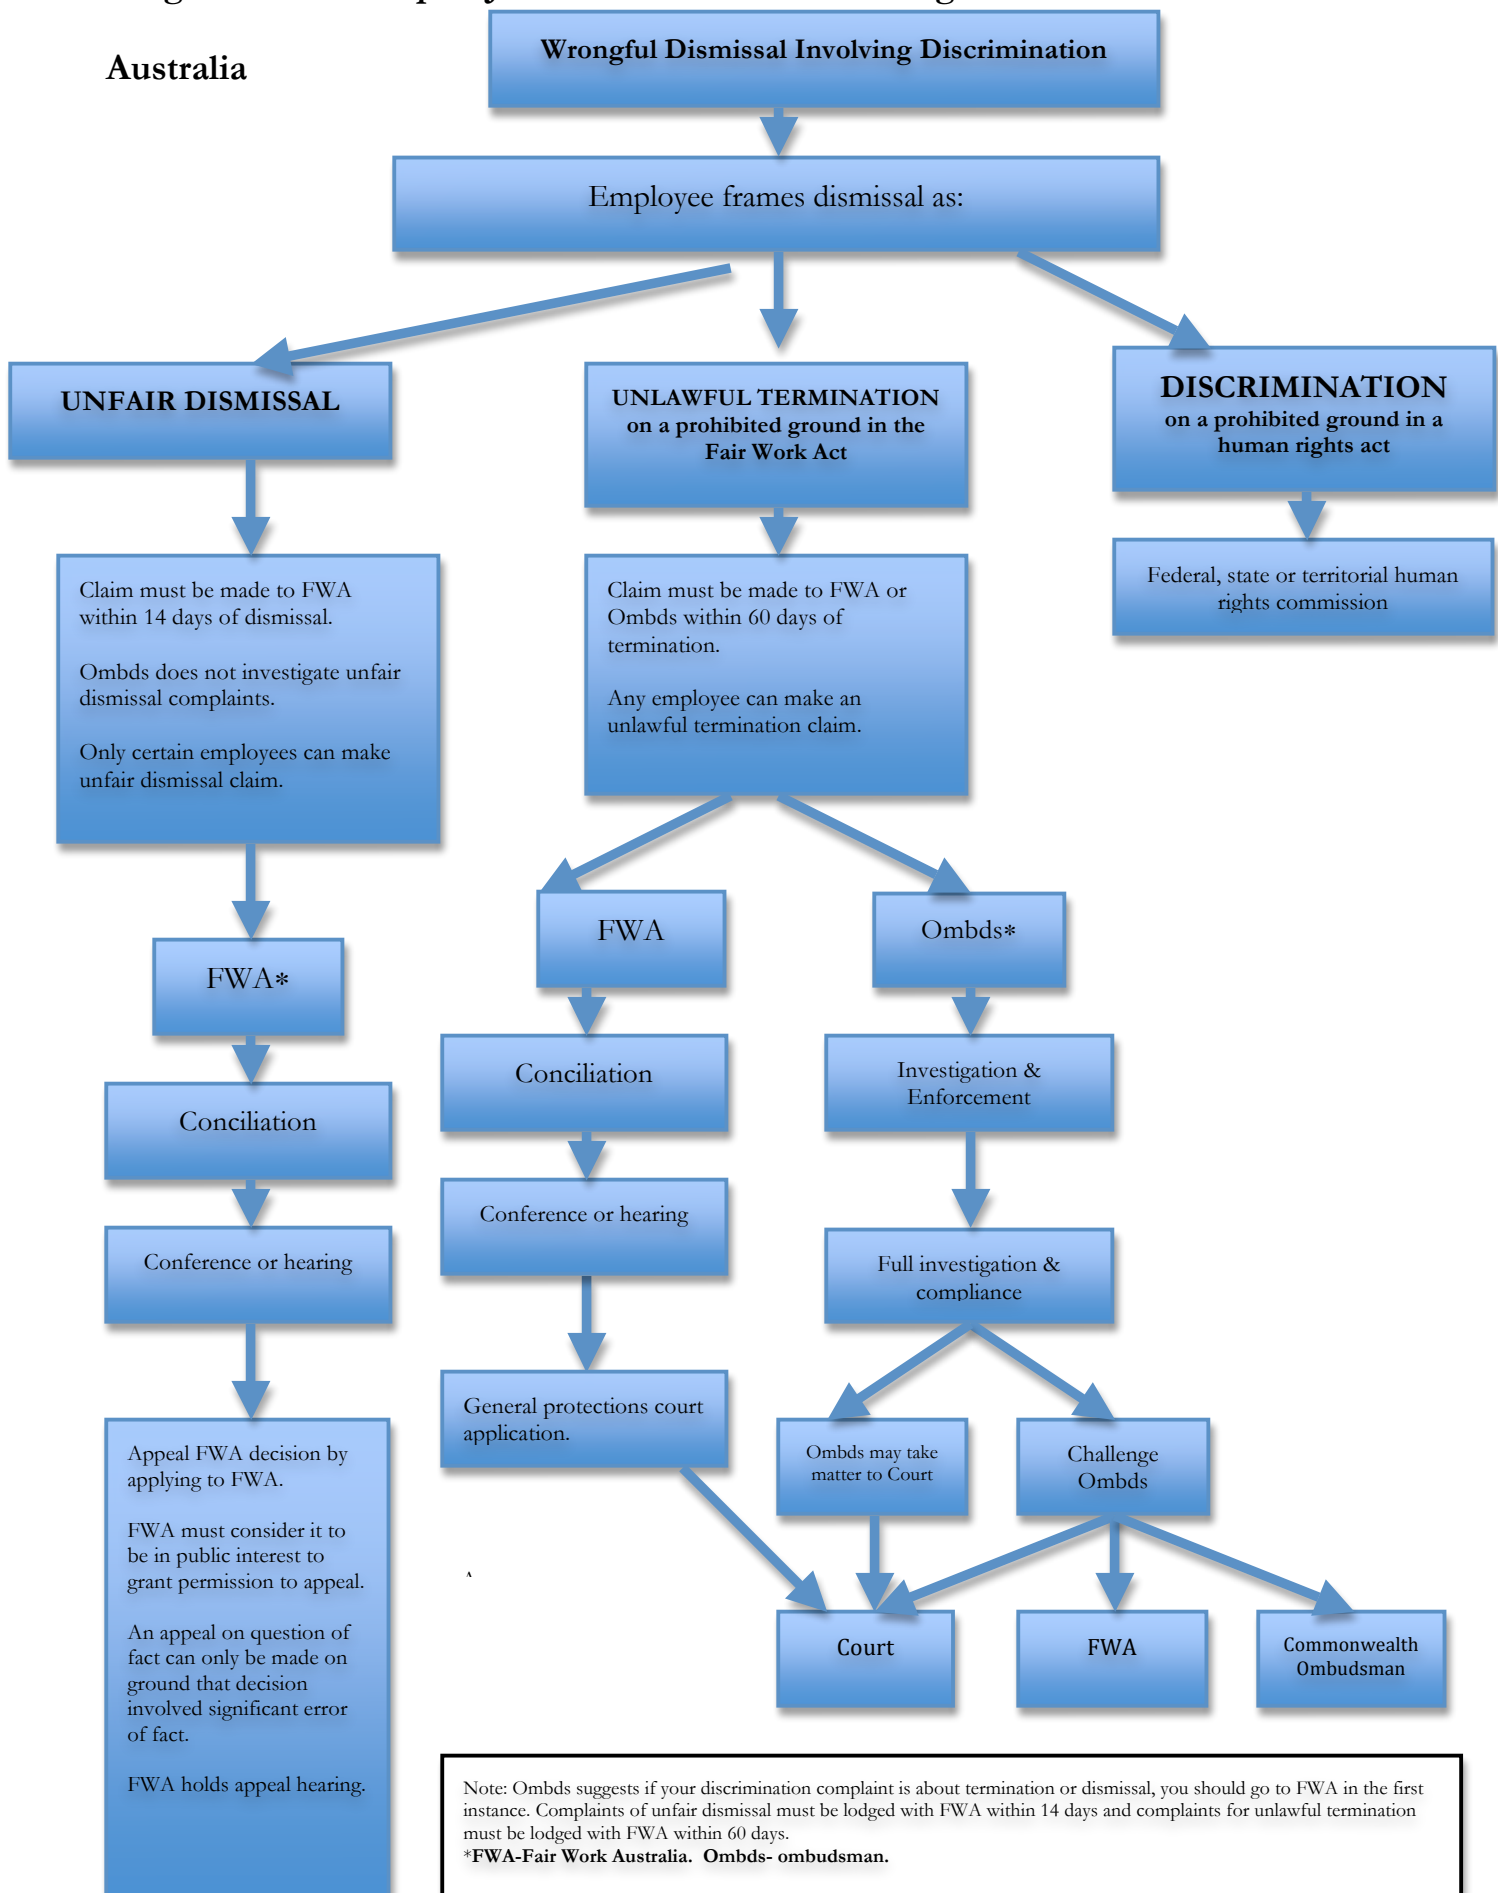 Australia
Wrongful Dismissal Involving Discrimination
Employee frames dismissal as:
UNFAIR DISMISSAL
UNLAWFUL TERMINATION
on a prohibited ground in the
Fair Work Act
DISCRIMINATION
on a prohibited ground in a
human rights act
Claim must be made to FWA
within 14 days of dismissal.
Ombds does not investigate unfair
dismissal complaints.
Only certain employees can make
unfair dismissal claim.
Claim must be made to FWA or
Ombds within 60 days of
termination.
Any employee can make an
unlawful termination claim.
Federal, state or territorial human
rights commission
FWA*
Conciliation
Conference or hearing
Appeal FWA decision by
applying to FWA.
FWA must consider it to
be in public interest to
grant permission to appeal.
An appeal on question of
fact can only be made on
ground that decision
involved significant error
of fact.
FWA holds appeal hearing.
FWA
Conciliation
Conference or hearing
General protections court
application.
Ombds*
Investigation &
Enforcement
Full investigation &
compliance
Ombds may take
matter to Court
Challenge
Ombds
Court
FWA
Commonwealth
Ombudsman
Note: Ombds suggests if your discrimination complaint is about termination or dismissal, you should go to FWA in the first
instance. Complaints of unfair dismissal must be lodged with FWA within 14 days and complaints for unlawful termination
must be lodged with FWA within 60 days.
*FWA-Fair Work Australia. Ombds- ombudsman.